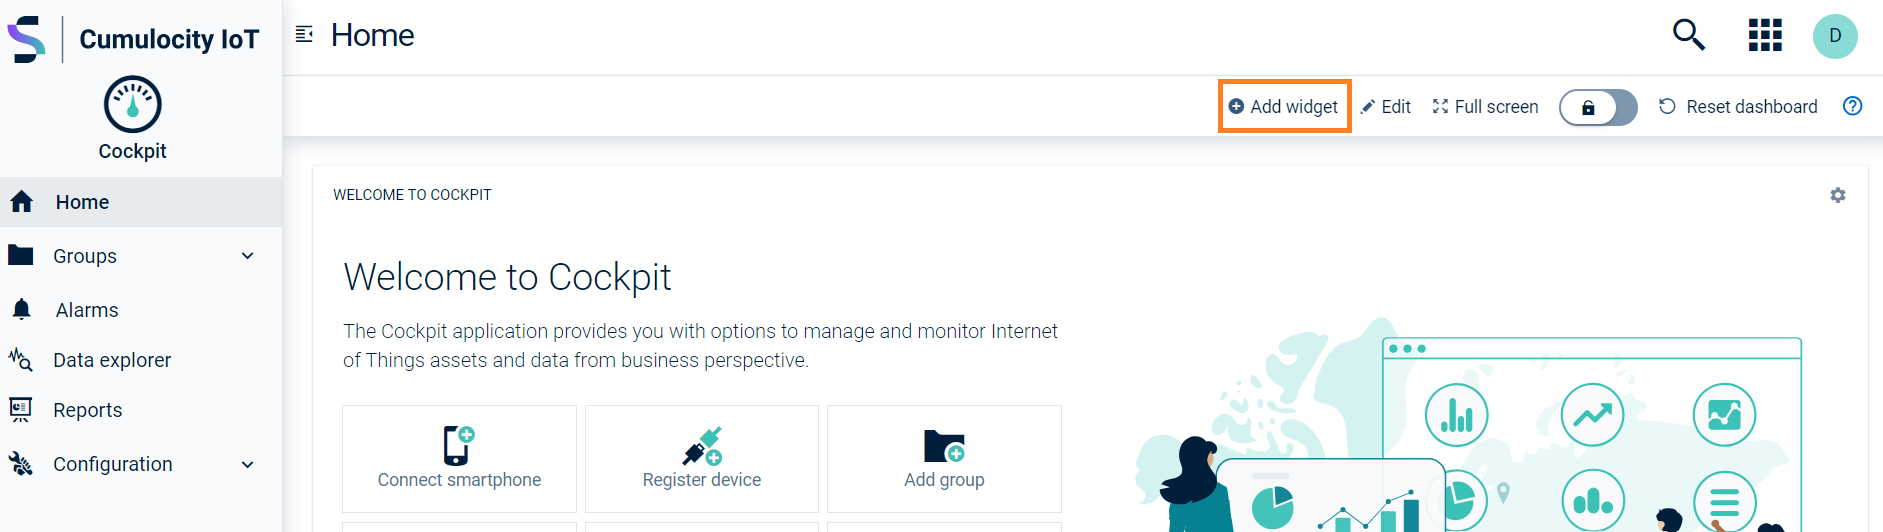 Cumulocity IoT
Home
D
Cockpit
Add widget
Edit
Full screen
Reset dashboard
?
Home
Groups
Alarms
Data explorer
Reports
Configuration
WELCOME TO COCKPIT
Welcome to Cockpit
The Cockpit application provides you with options to manage and monitor Internet
of Things assets and data from business perspective.
Connect smartphone
Register device
Add group